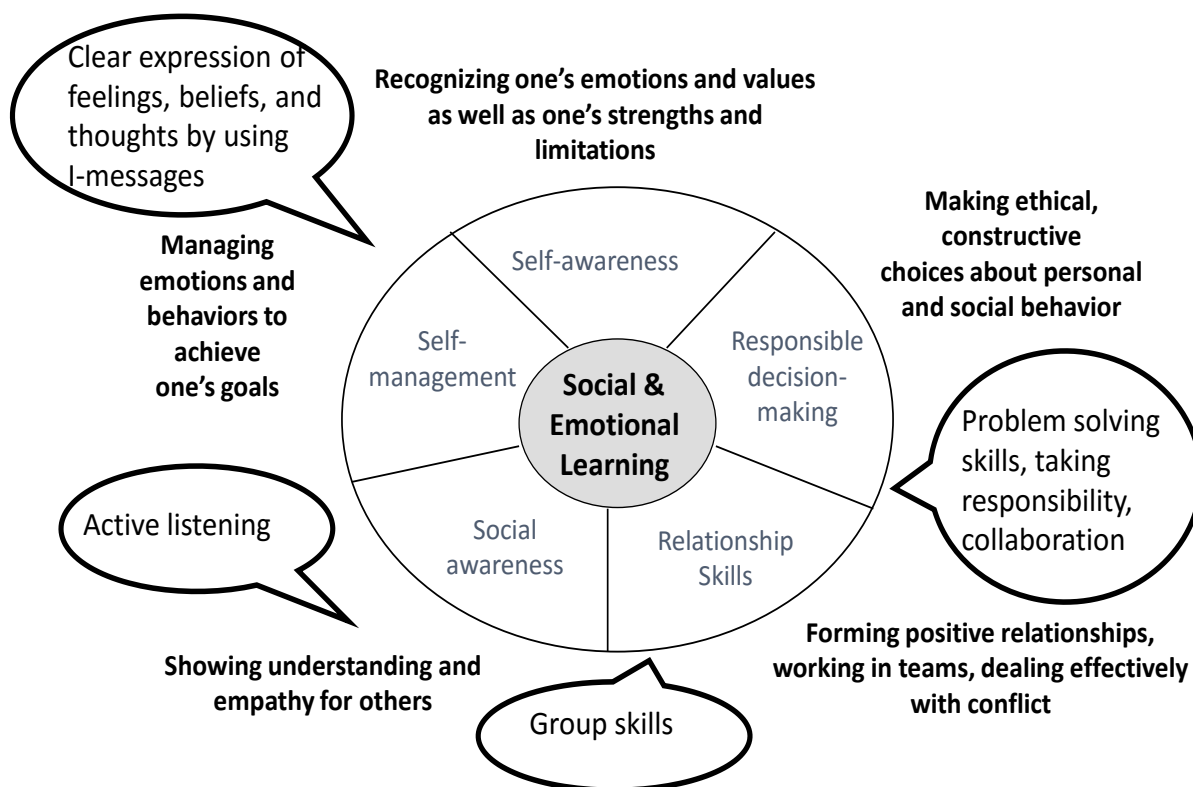 Clear expression of
feelings, beliefs, and
thoughts by using
I-messages
Recognizing one’s emotions and values
as well as one’s strengths and
limitations
Making ethical,
constructive
choices about personal
and social behavior
Managing
emotions and
behaviors to
achieve
one’s goals
Self-awareness
Self-
management
Responsible
decision-
making
Social &
Emotional
Learning
Problem solving
skills, taking
responsibility,
collaboration
Active listening
Social
awareness
Relationship
Skills
Showing understanding and
empathy for others
Forming positive relationships,
working in teams, dealing effectively
with conflict
Group skills